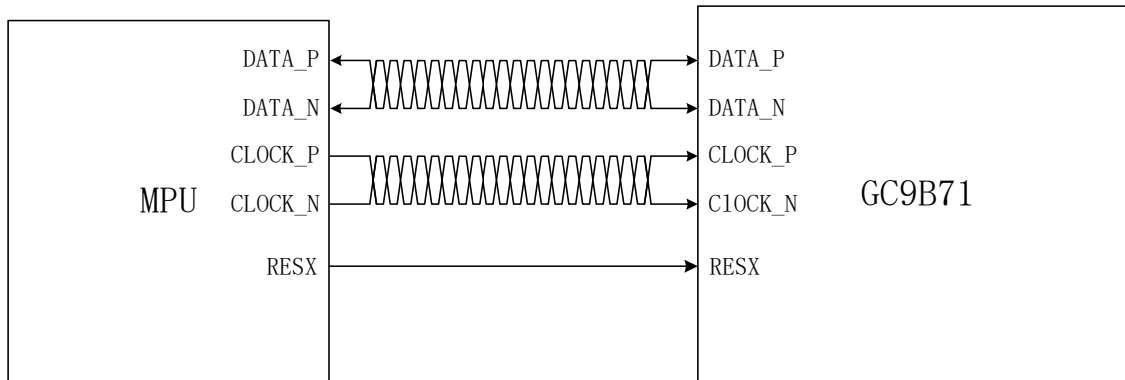 DATA_P
DATA_P
DATA_N
DATA_N
CLOCK_P
CLOCK_P
MPU
CLOCK_N
C1OCK_N
GC9B71
RESX
RESX